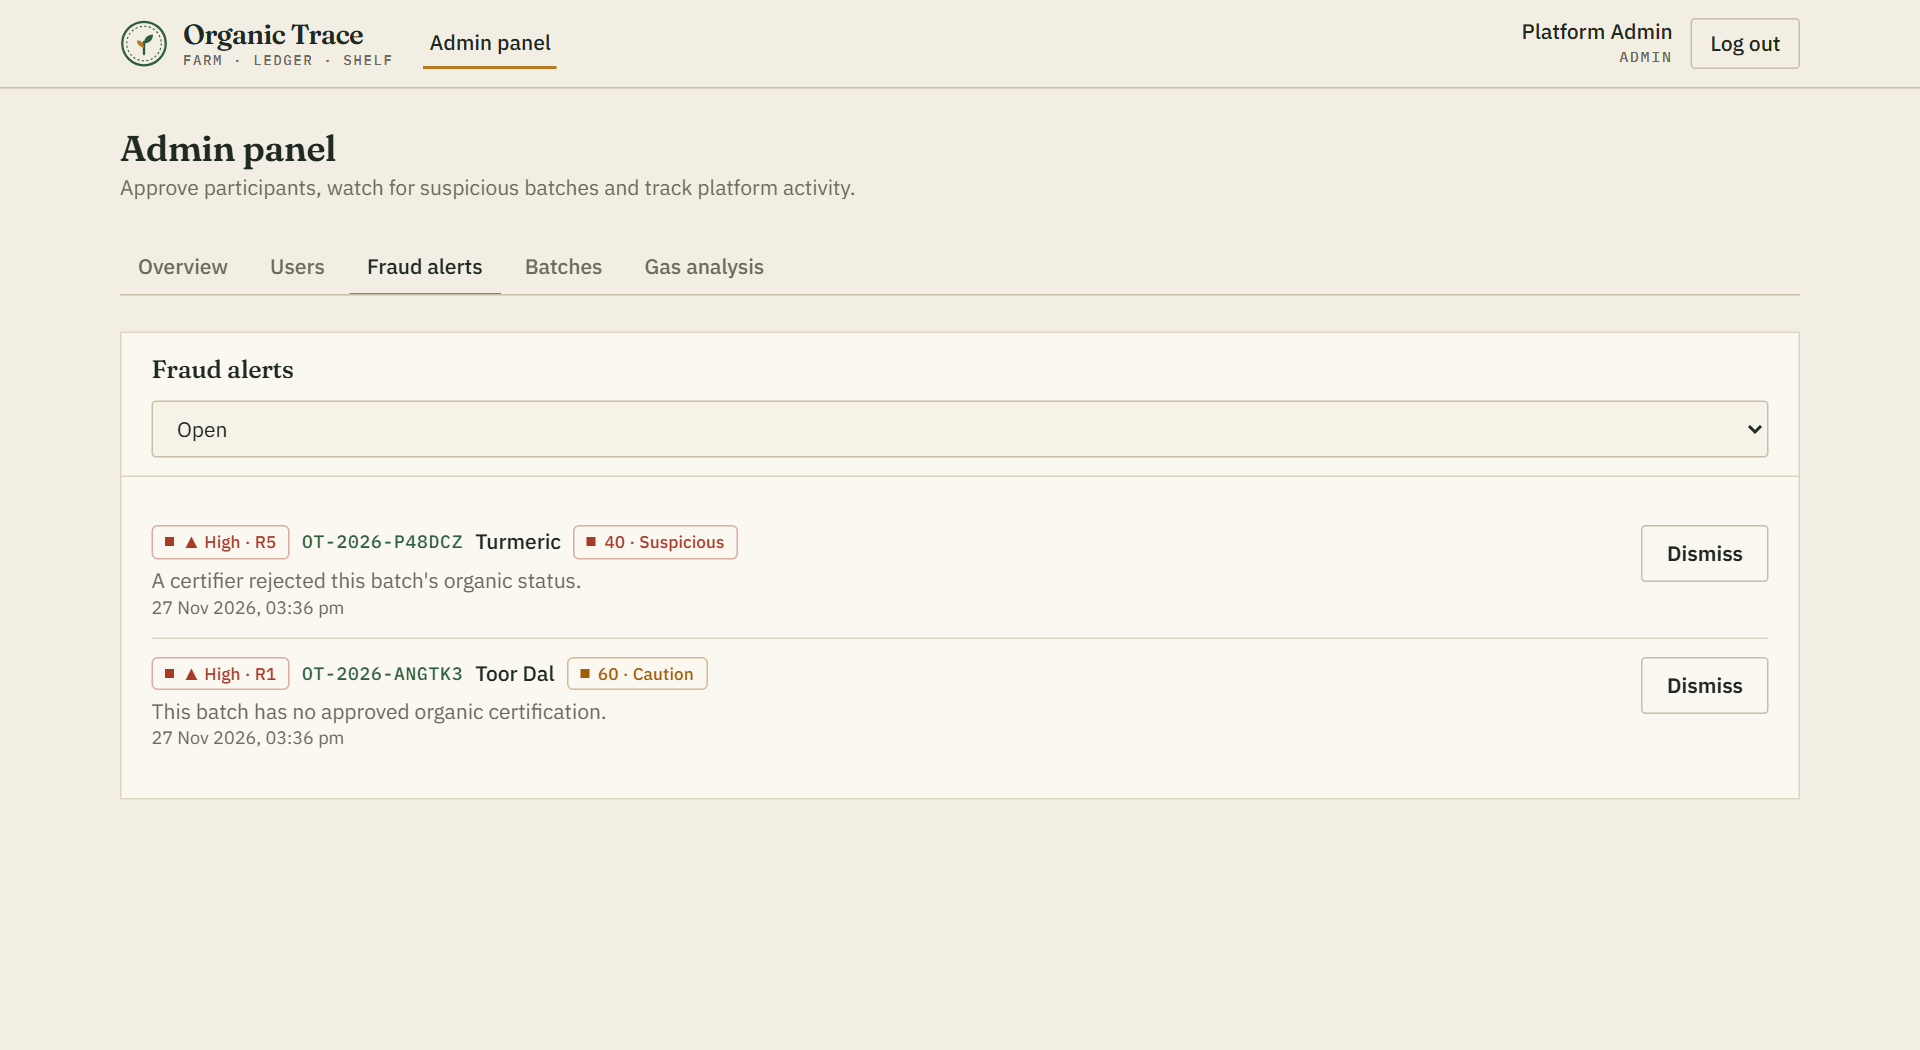 Organic Trace
FARM · LEDGER · SHELF
Admin panel
Platform Admin
ADMIN
Log out
Admin panel
Approve participants, watch for suspicious batches and track platform activity.
Overview
Users
Fraud alerts
Batches
Gas analysis
Fraud alerts
Open
▲ High · R5 OT-2026-P48DCZ Turmeric 40 · Suspicious
Dismiss
A certifier rejected this batch's organic status.
27 Nov 2026, 03:36 pm
▲ High · R1 OT-2026-ANGTK3 Toor Dal 60 · Caution
Dismiss
This batch has no approved organic certification.
27 Nov 2026, 03:36 pm